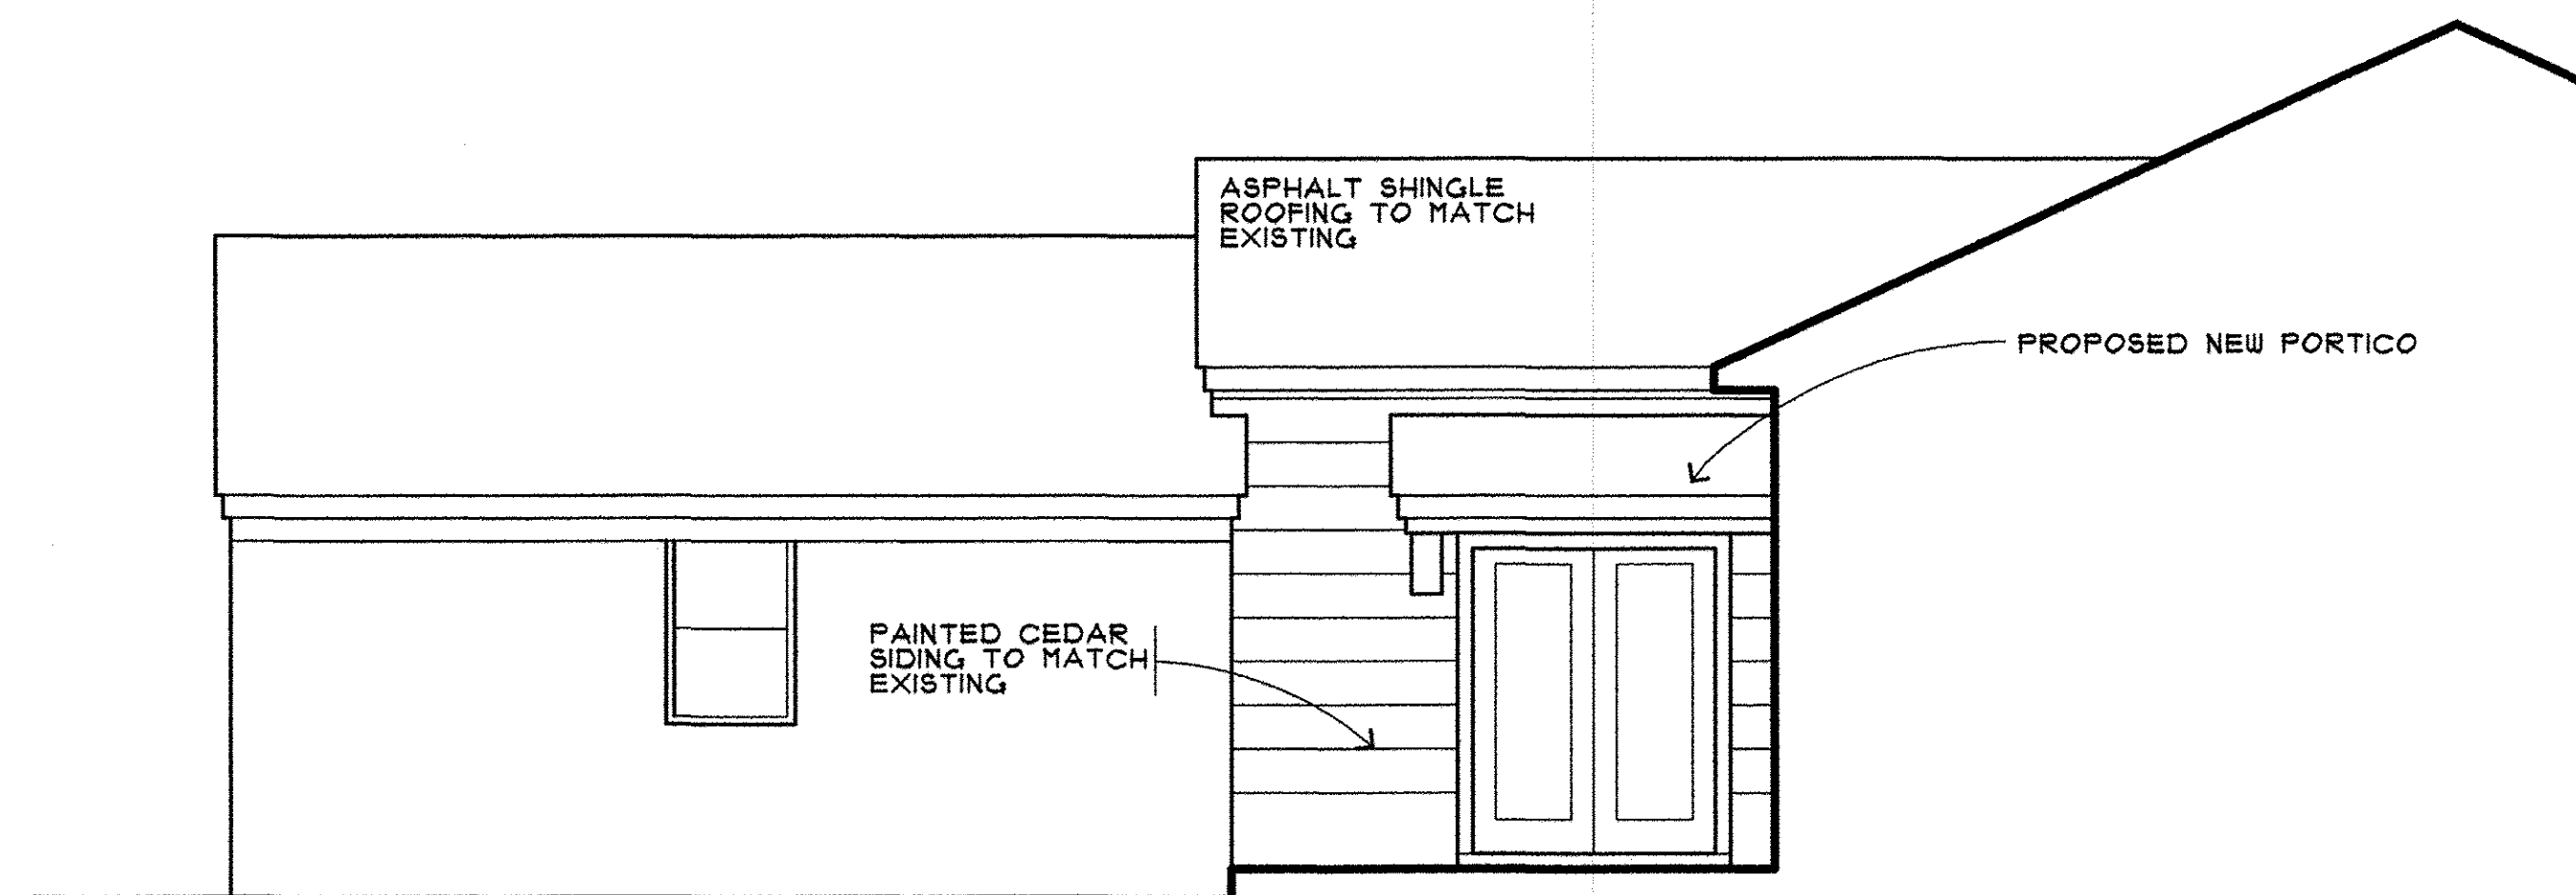 ASPHALT SHINGLE
ROOFING TO MATCH
EXISTING
PROPOSED NEW PORTICO
PAINTED CEDAR
SIDING TO MATCH
EXISTING